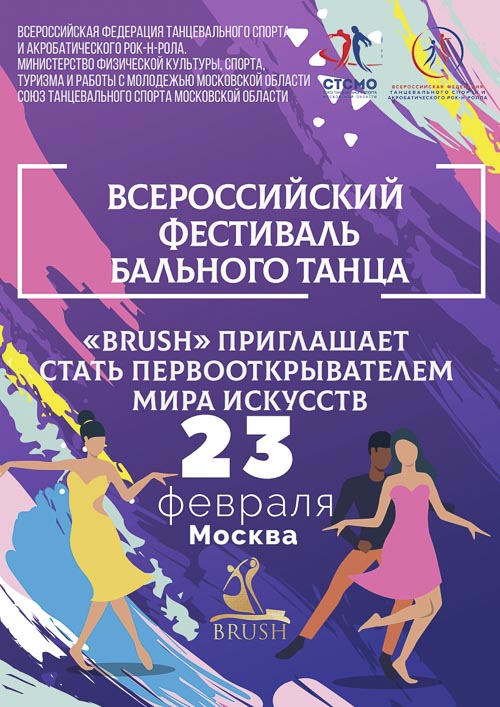 ВСЕРОССИЙСКАЯ ФЕДЕРАЦИЯ ТАНЦЕВАЛЬНОГО СПОРТА
И АКРОБАТИЧЕСКОГО РОК-Н-РОЛА.
МИНИСТЕРСТВО ФИЗИЧЕСКОЙ КУЛЬТУРЫ, СПОРТА,
ТУРИЗМА И РАБОТЫ С МОЛОДЕЖЬЮ МОСКОВСКОЙ ОБЛАСТИ
СОЮЗ ТАНЦЕВАЛЬНОГО СПОРТА МОСКОВСКОЙ ОБЛАСТИ
СТСМО
ВСЕРОССИЙСКАЯ ФЕДЕРАЦИЯ
ТАНЦЕВАЛЬНОГО СПОРТА И
АКРОБАТИЧЕСКОГО РОК-Н-РОЛЛА
ВСЕРОССИЙСКИЙ
ФЕСТИВАЛЬ
БАЛЬНОГО ТАНЦА
«BRUSH» ПРИГЛАШАЕТ
СТАТЬ ПЕРВООТКРЫВАТЕЛЕМ
МИРА ИСКУССТВ
23
февраля
Москва
BRUSH